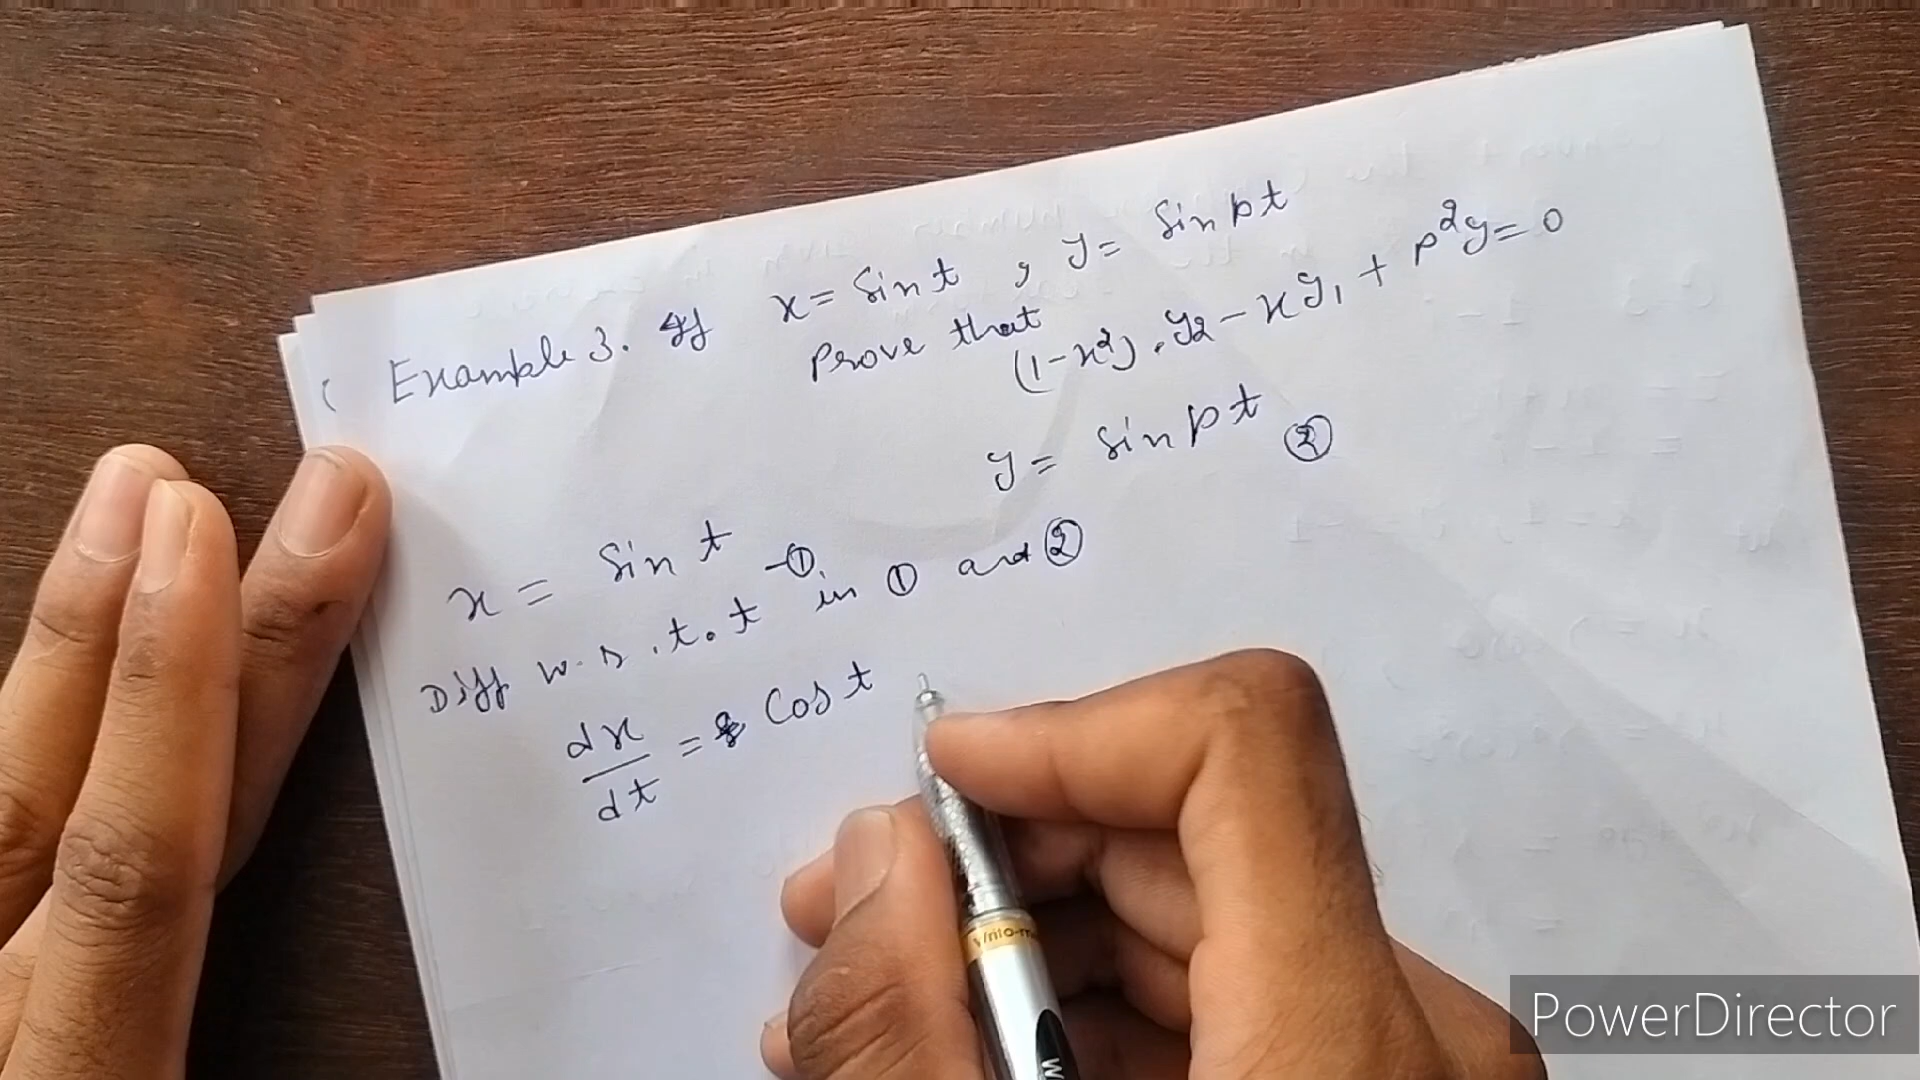 Example 3. If x = Sin t , y = Sin pt
Prove that
(1-x²) . y₂ - xy₁ + p²y = 0
y = Sin pt ②
x = Sin t -①
Diff w.r.t. t in ① and ②
dx/dt = Cos t
PowerDirector